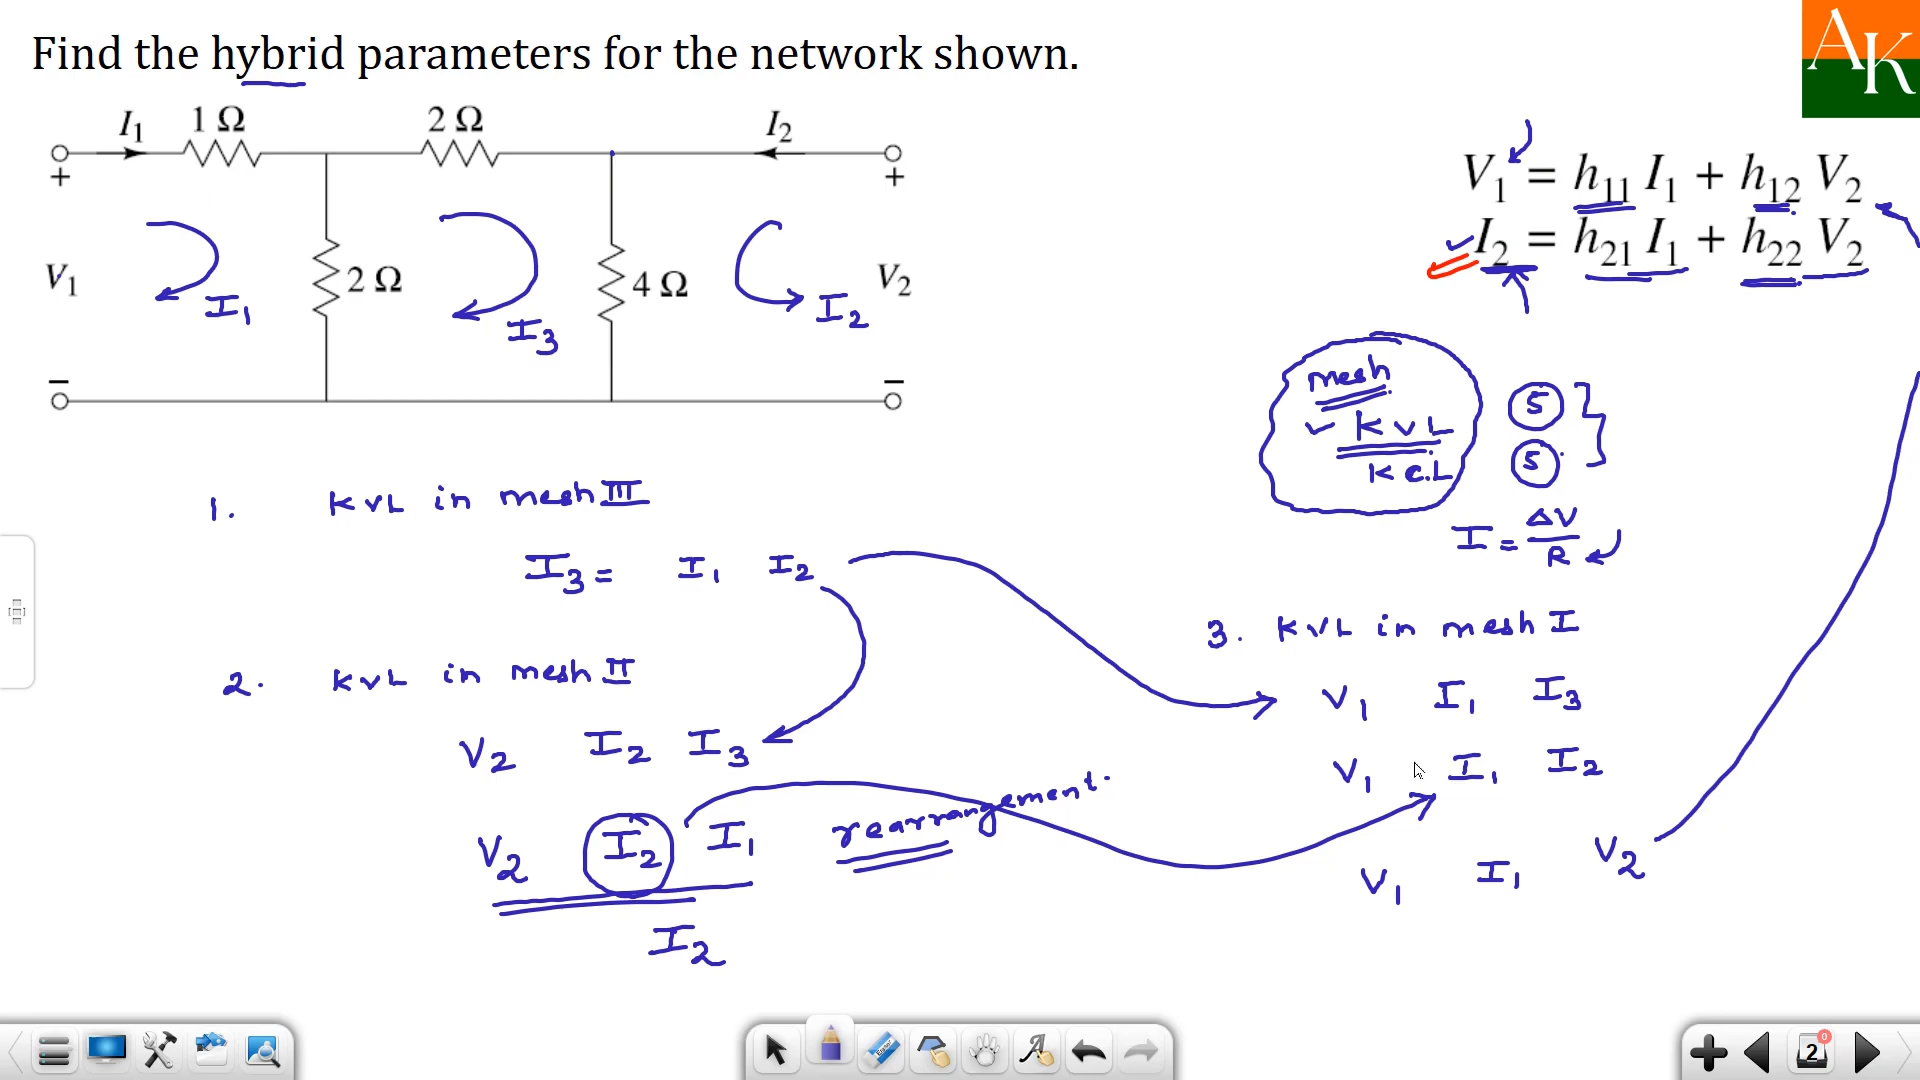 Find the hybrid parameters for the network shown.
AK
I1 1 Ω 2 Ω I2
+ +
V1 2 Ω 4 Ω V2
I1 I3 I2
− −
V1 = h11 I1 + h12 V2
I2 = h21 I1 + h22 V2
mesh
KVL 5
K C.L 5
I = ΔV/R
1. KVL in mesh III
I3 = I1 I2
2. KVL in mesh II
V2 I2 I3
V2 I2 I1 rearrangement.
I2
3. KVL in mesh I
V1 I1 I3
V1 I1 I2
V1 I1 V2
Eraser
A
2
0